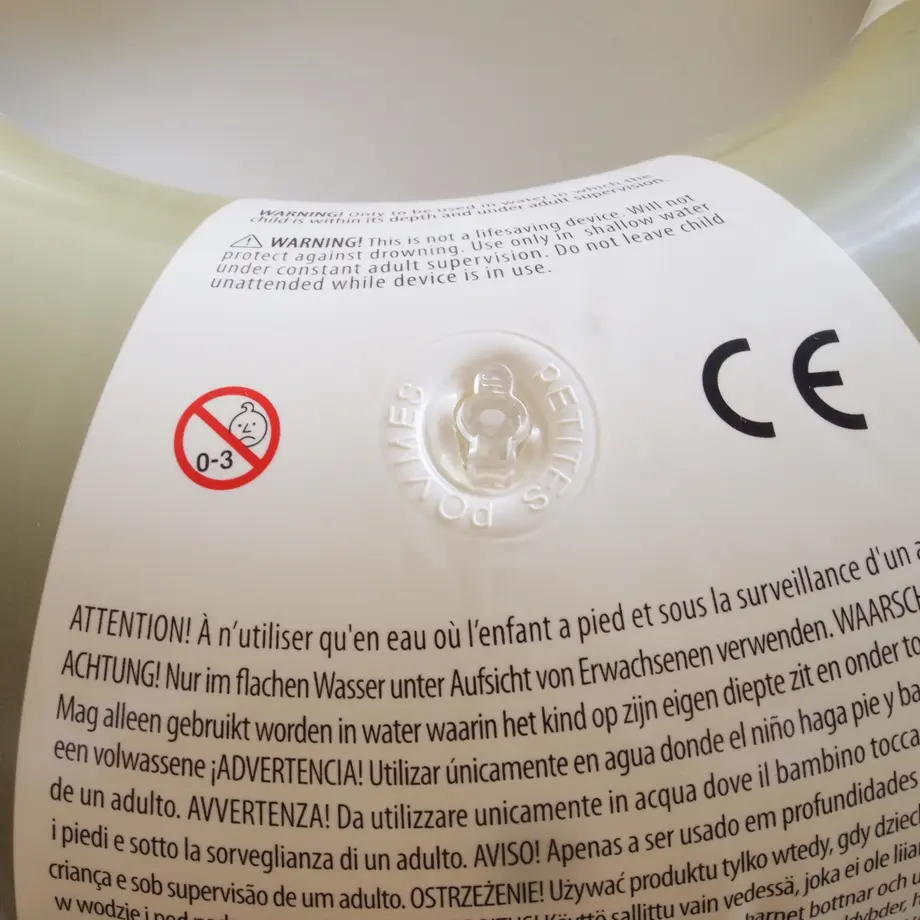 WARNING! Only to be used in water in which the
child is within its depth and under adult supervision.
⚠ WARNING! This is not a lifesaving device. Will not
protect against drowning. Use only in shallow water
under constant adult supervision. Do not leave child
unattended while device is in use.
PETITES POMMES
CE
0-3
ATTENTION! À n'utiliser qu'en eau où l'enfant a pied et sous la surveillance d'un a
ACHTUNG! Nur im flachen Wasser unter Aufsicht von Erwachsenen verwenden. WAARSCH
Mag alleen gebruikt worden in water waarin het kind op zijn eigen diepte zit en onder to
een volwassene ¡ADVERTENCIA! Utilizar únicamente en agua donde el niño haga pie y ba
de un adulto. AVVERTENZA! Da utilizzare unicamente in acqua dove il bambino tocca
i piedi e sotto la sorveglianza di un adulto. AVISO! Apenas a ser usado em profundidades
criança e sob supervisão de um adulto. OSTRZEŻENIE! Używać produktu tylko wtedy, gdy dziec
w wodzie i pod Käyttö sallittu vain vedessä, joka ei ole liian
barnet bottnar och u